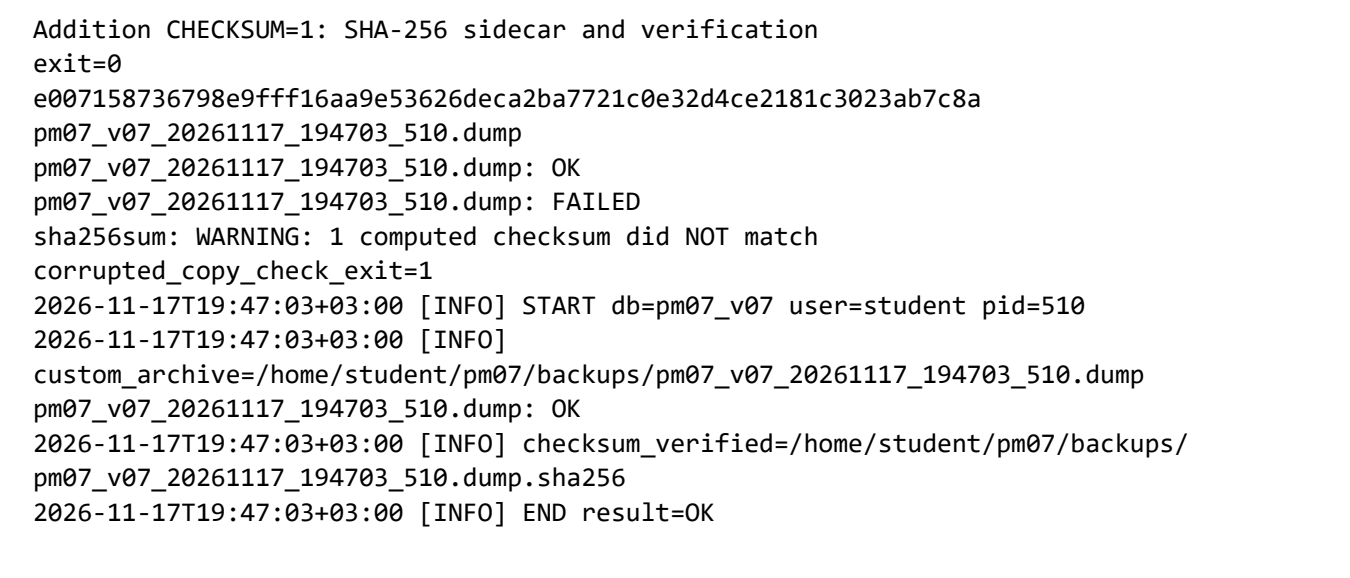 Addition CHECKSUM=1: SHA-256 sidecar and verification
exit=0
e007158736798e9fff16aa9e53626deca2ba7721c0e32d4ce2181c3023ab7c8a
pm07_v07_20261117_194703_510.dump
pm07_v07_20261117_194703_510.dump: OK
pm07_v07_20261117_194703_510.dump: FAILED
sha256sum: WARNING: 1 computed checksum did NOT match
corrupted_copy_check_exit=1
2026-11-17T19:47:03+03:00 [INFO] START db=pm07_v07 user=student pid=510
2026-11-17T19:47:03+03:00 [INFO]
custom_archive=/home/student/pm07/backups/pm07_v07_20261117_194703_510.dump
pm07_v07_20261117_194703_510.dump: OK
2026-11-17T19:47:03+03:00 [INFO] checksum_verified=/home/student/pm07/backups/
pm07_v07_20261117_194703_510.dump.sha256
2026-11-17T19:47:03+03:00 [INFO] END result=OK